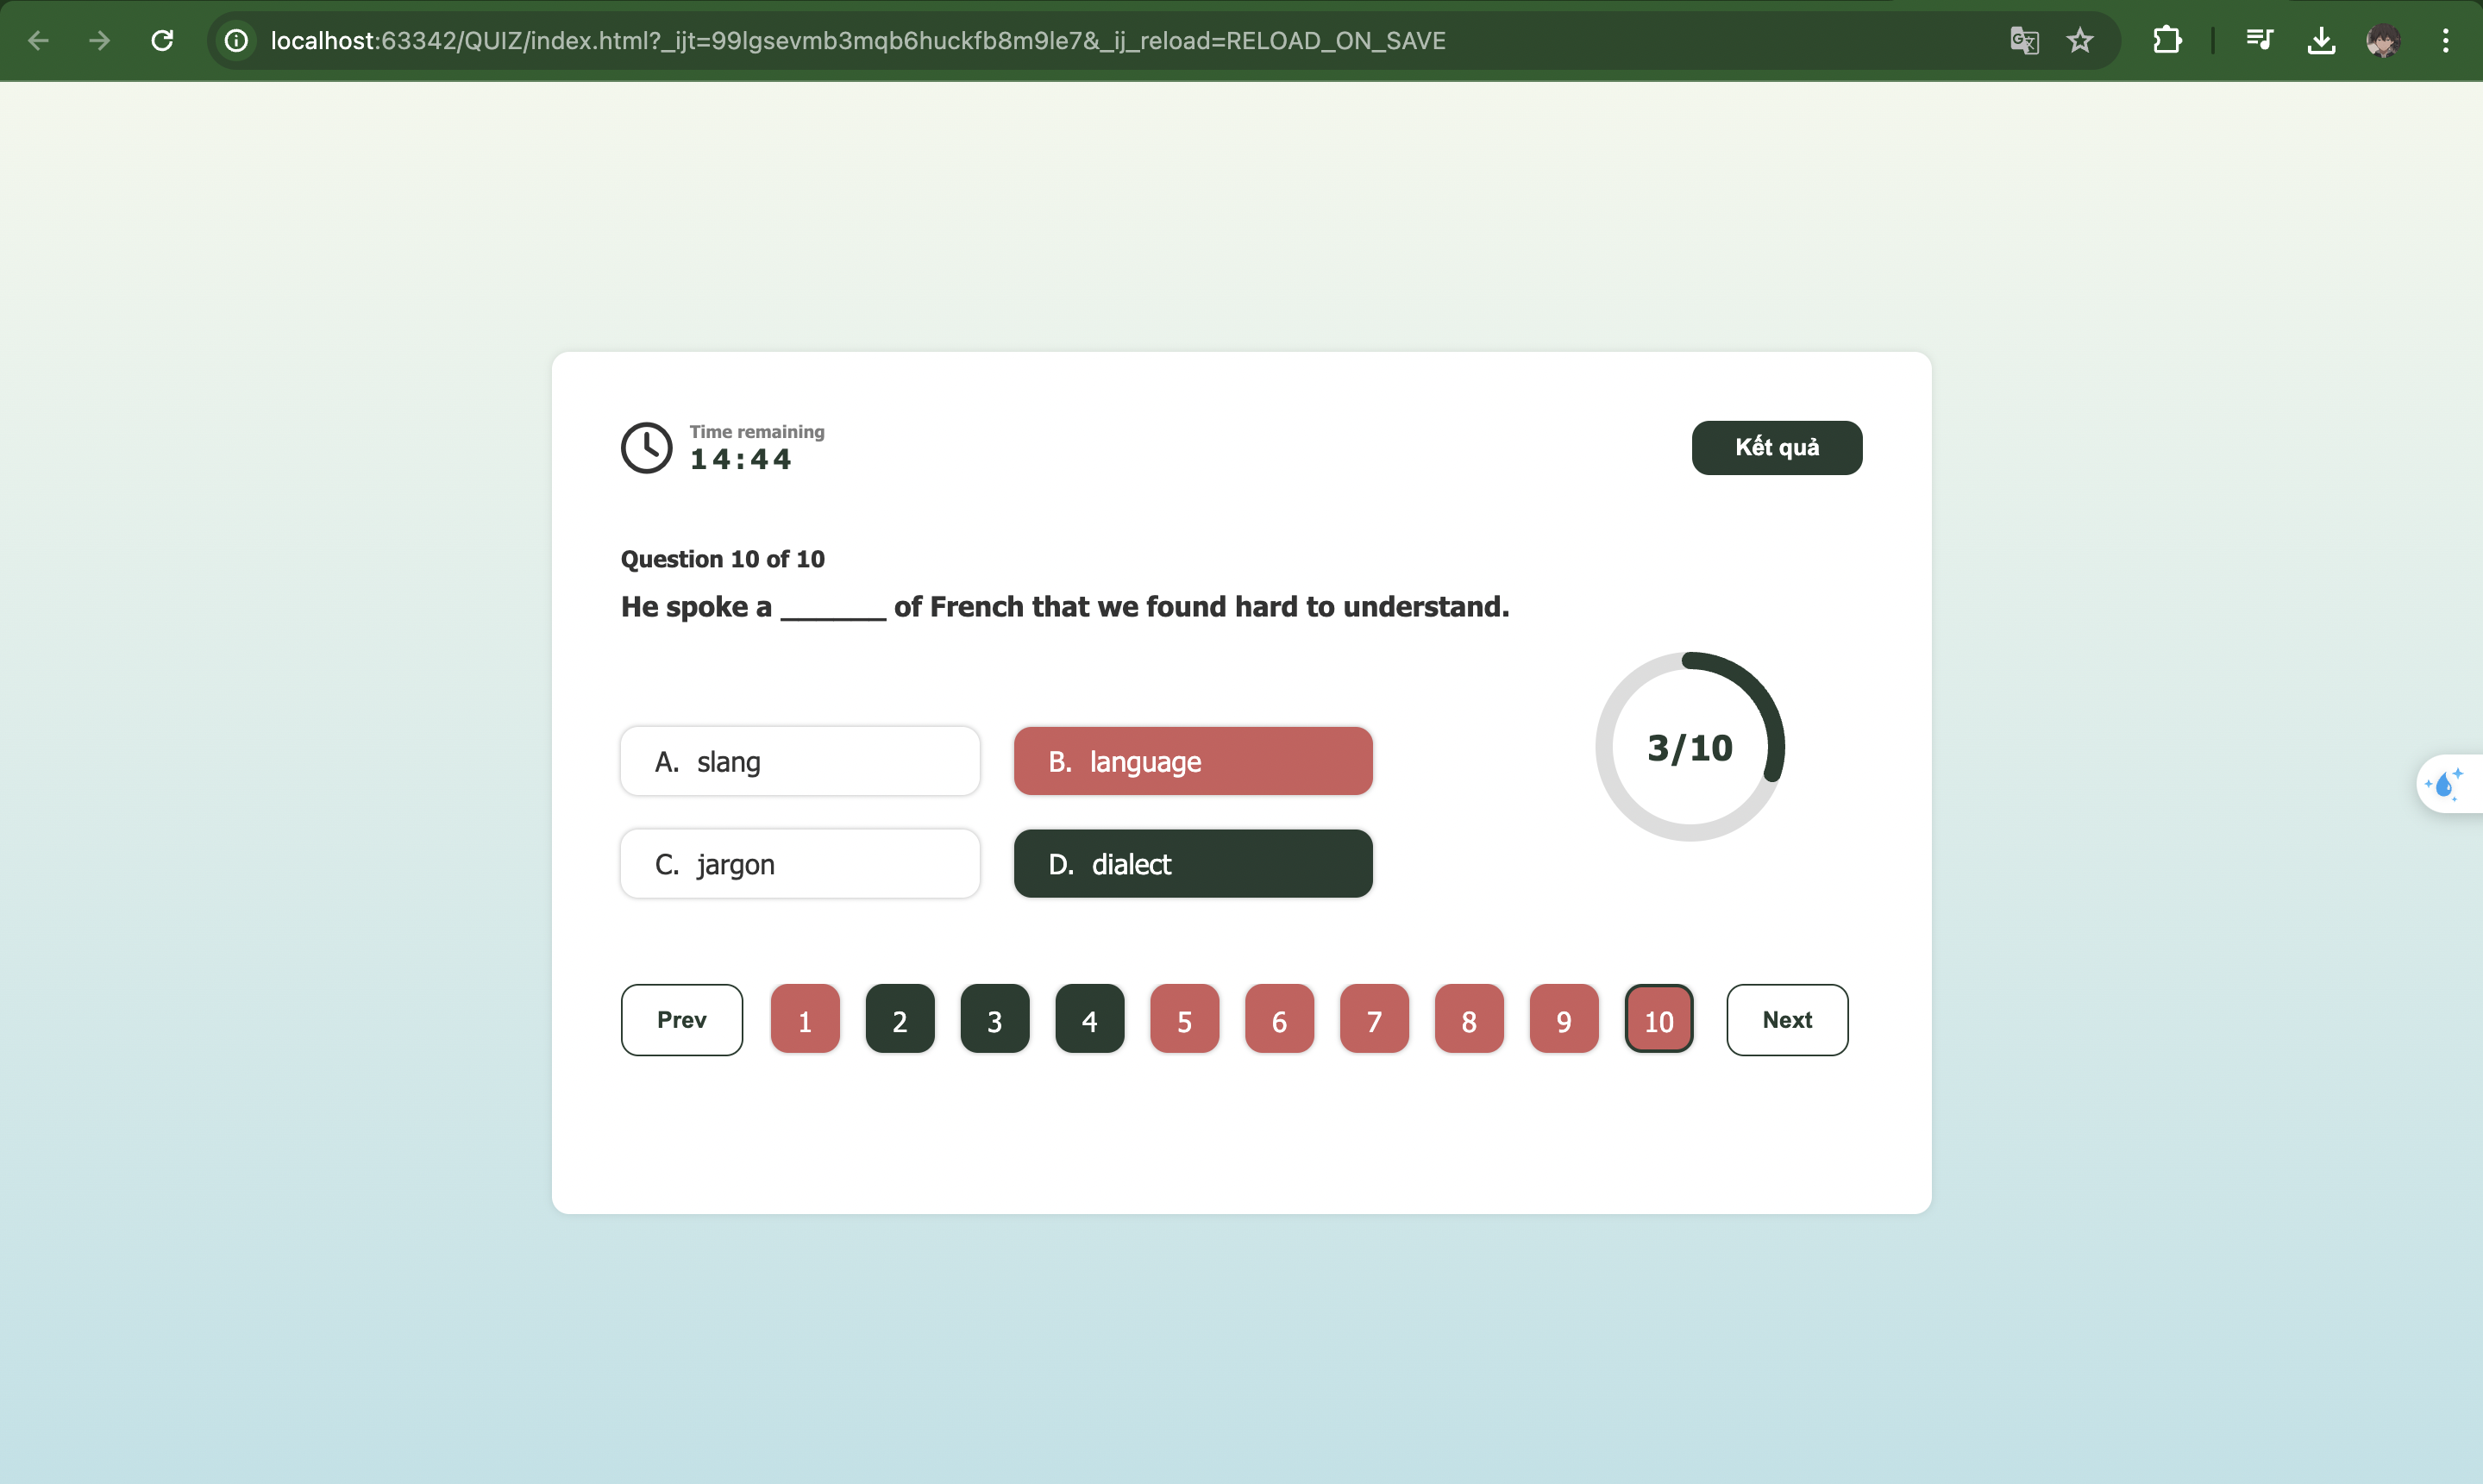 localhost:63342/QUIZ/index.html?_ijt=99lgsevmb3mqb6huckfb8m9le7&_ij_reload=RELOAD_ON_SAVE
Time remaining
14:44
Kết quả
Question 10 of 10
He spoke a _______ of French that we found hard to understand.
A. slang
B. language
3/10
C. jargon
D. dialect
Prev 1 2 3 4 5 6 7 8 9 10 Next